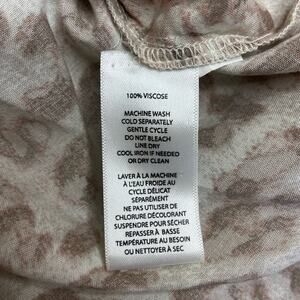 100% VISCOSE
MACHINE WASH
COLD SEPARATELY
GENTLE CYCLE
DO NOT BLEACH
LINE DRY
COOL IRON IF NEEDED
OR DRY CLEAN
LAVER À LA MACHINE
À L'EAU FROIDE AU
CYCLE DÉLICAT
SÉPARÉMENT
NE PAS UTILISER DE
CHLORURE DÉCOLORANT
SUSPENDRE POUR SÉCHER
REPASSER À BASSE
TEMPÉRATURE AU BESOIN
OU NETTOYER À SEC